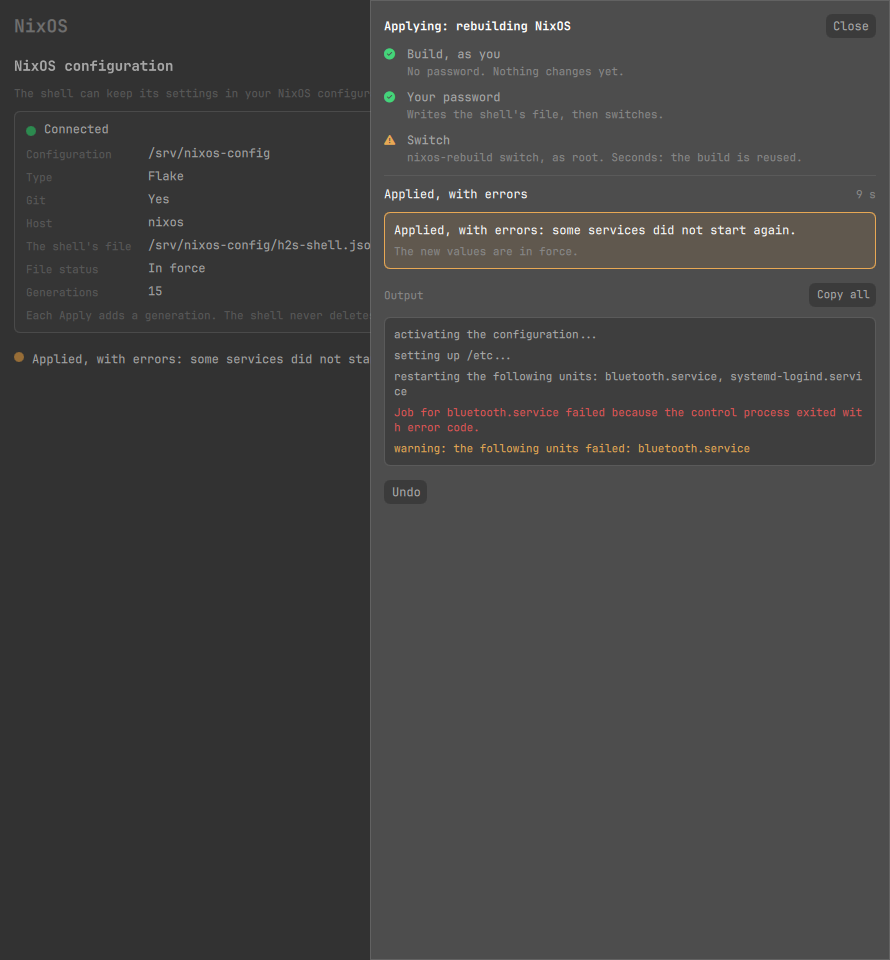 NixOS
NixOS configuration
The shell can keep its settings in your NixOS configur
Connected
Configuration /srv/nixos-config
Type Flake
Git Yes
Host nixos
The shell's file /srv/nixos-config/h2s-shell.jso
File status In force
Generations 15
Each Apply adds a generation. The shell never delete
Applied, with errors: some services did not sta
Applying: rebuilding NixOS
Close
Build, as you
No password. Nothing changes yet.
Your password
Writes the shell's file, then switches.
Switch
nixos-rebuild switch, as root. Seconds: the build is reused.
Applied, with errors 9 s
Applied, with errors: some services did not start again.
The new values are in force.
Output
Copy all
activating the configuration...
setting up /etc...
restarting the following units: bluetooth.service, systemd-logind.servi
ce
Job for bluetooth.service failed because the control process exited wit
h error code.
warning: the following units failed: bluetooth.service
Undo